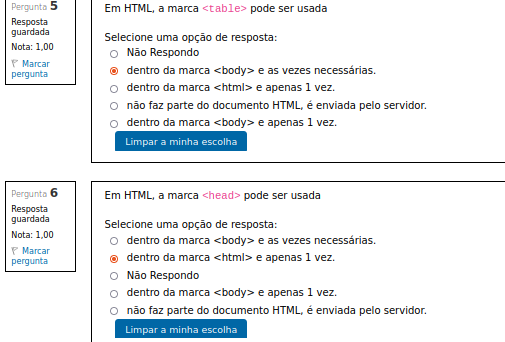 Pergunta 5
Resposta
guardada
Nota: 1,00
Marcar
pergunta
Em HTML, a marca <table> pode ser usada
Selecione uma opção de resposta:
Não Respondo
dentro da marca <body> e as vezes necessárias.
dentro da marca <html> e apenas 1 vez.
não faz parte do documento HTML, é enviada pelo servidor.
dentro da marca <body> e apenas 1 vez.
Limpar a minha escolha
Pergunta 6
Resposta
guardada
Nota: 1,00
Marcar
pergunta
Em HTML, a marca <head> pode ser usada
Selecione uma opção de resposta:
dentro da marca <body> e as vezes necessárias.
dentro da marca <html> e apenas 1 vez.
Não Respondo
dentro da marca <body> e apenas 1 vez.
não faz parte do documento HTML, é enviada pelo servidor.
Limpar a minha escolha